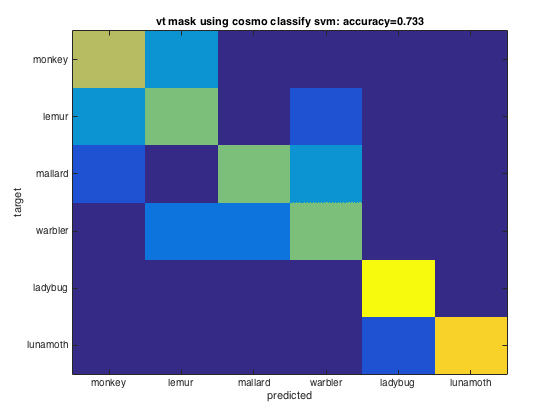 vt mask using cosmo classify svm: accuracy=0.733
monkey
lemur
mallard
warbler
ladybug
lunamoth
target
monkey lemur mallard warbler ladybug lunamoth
predicted